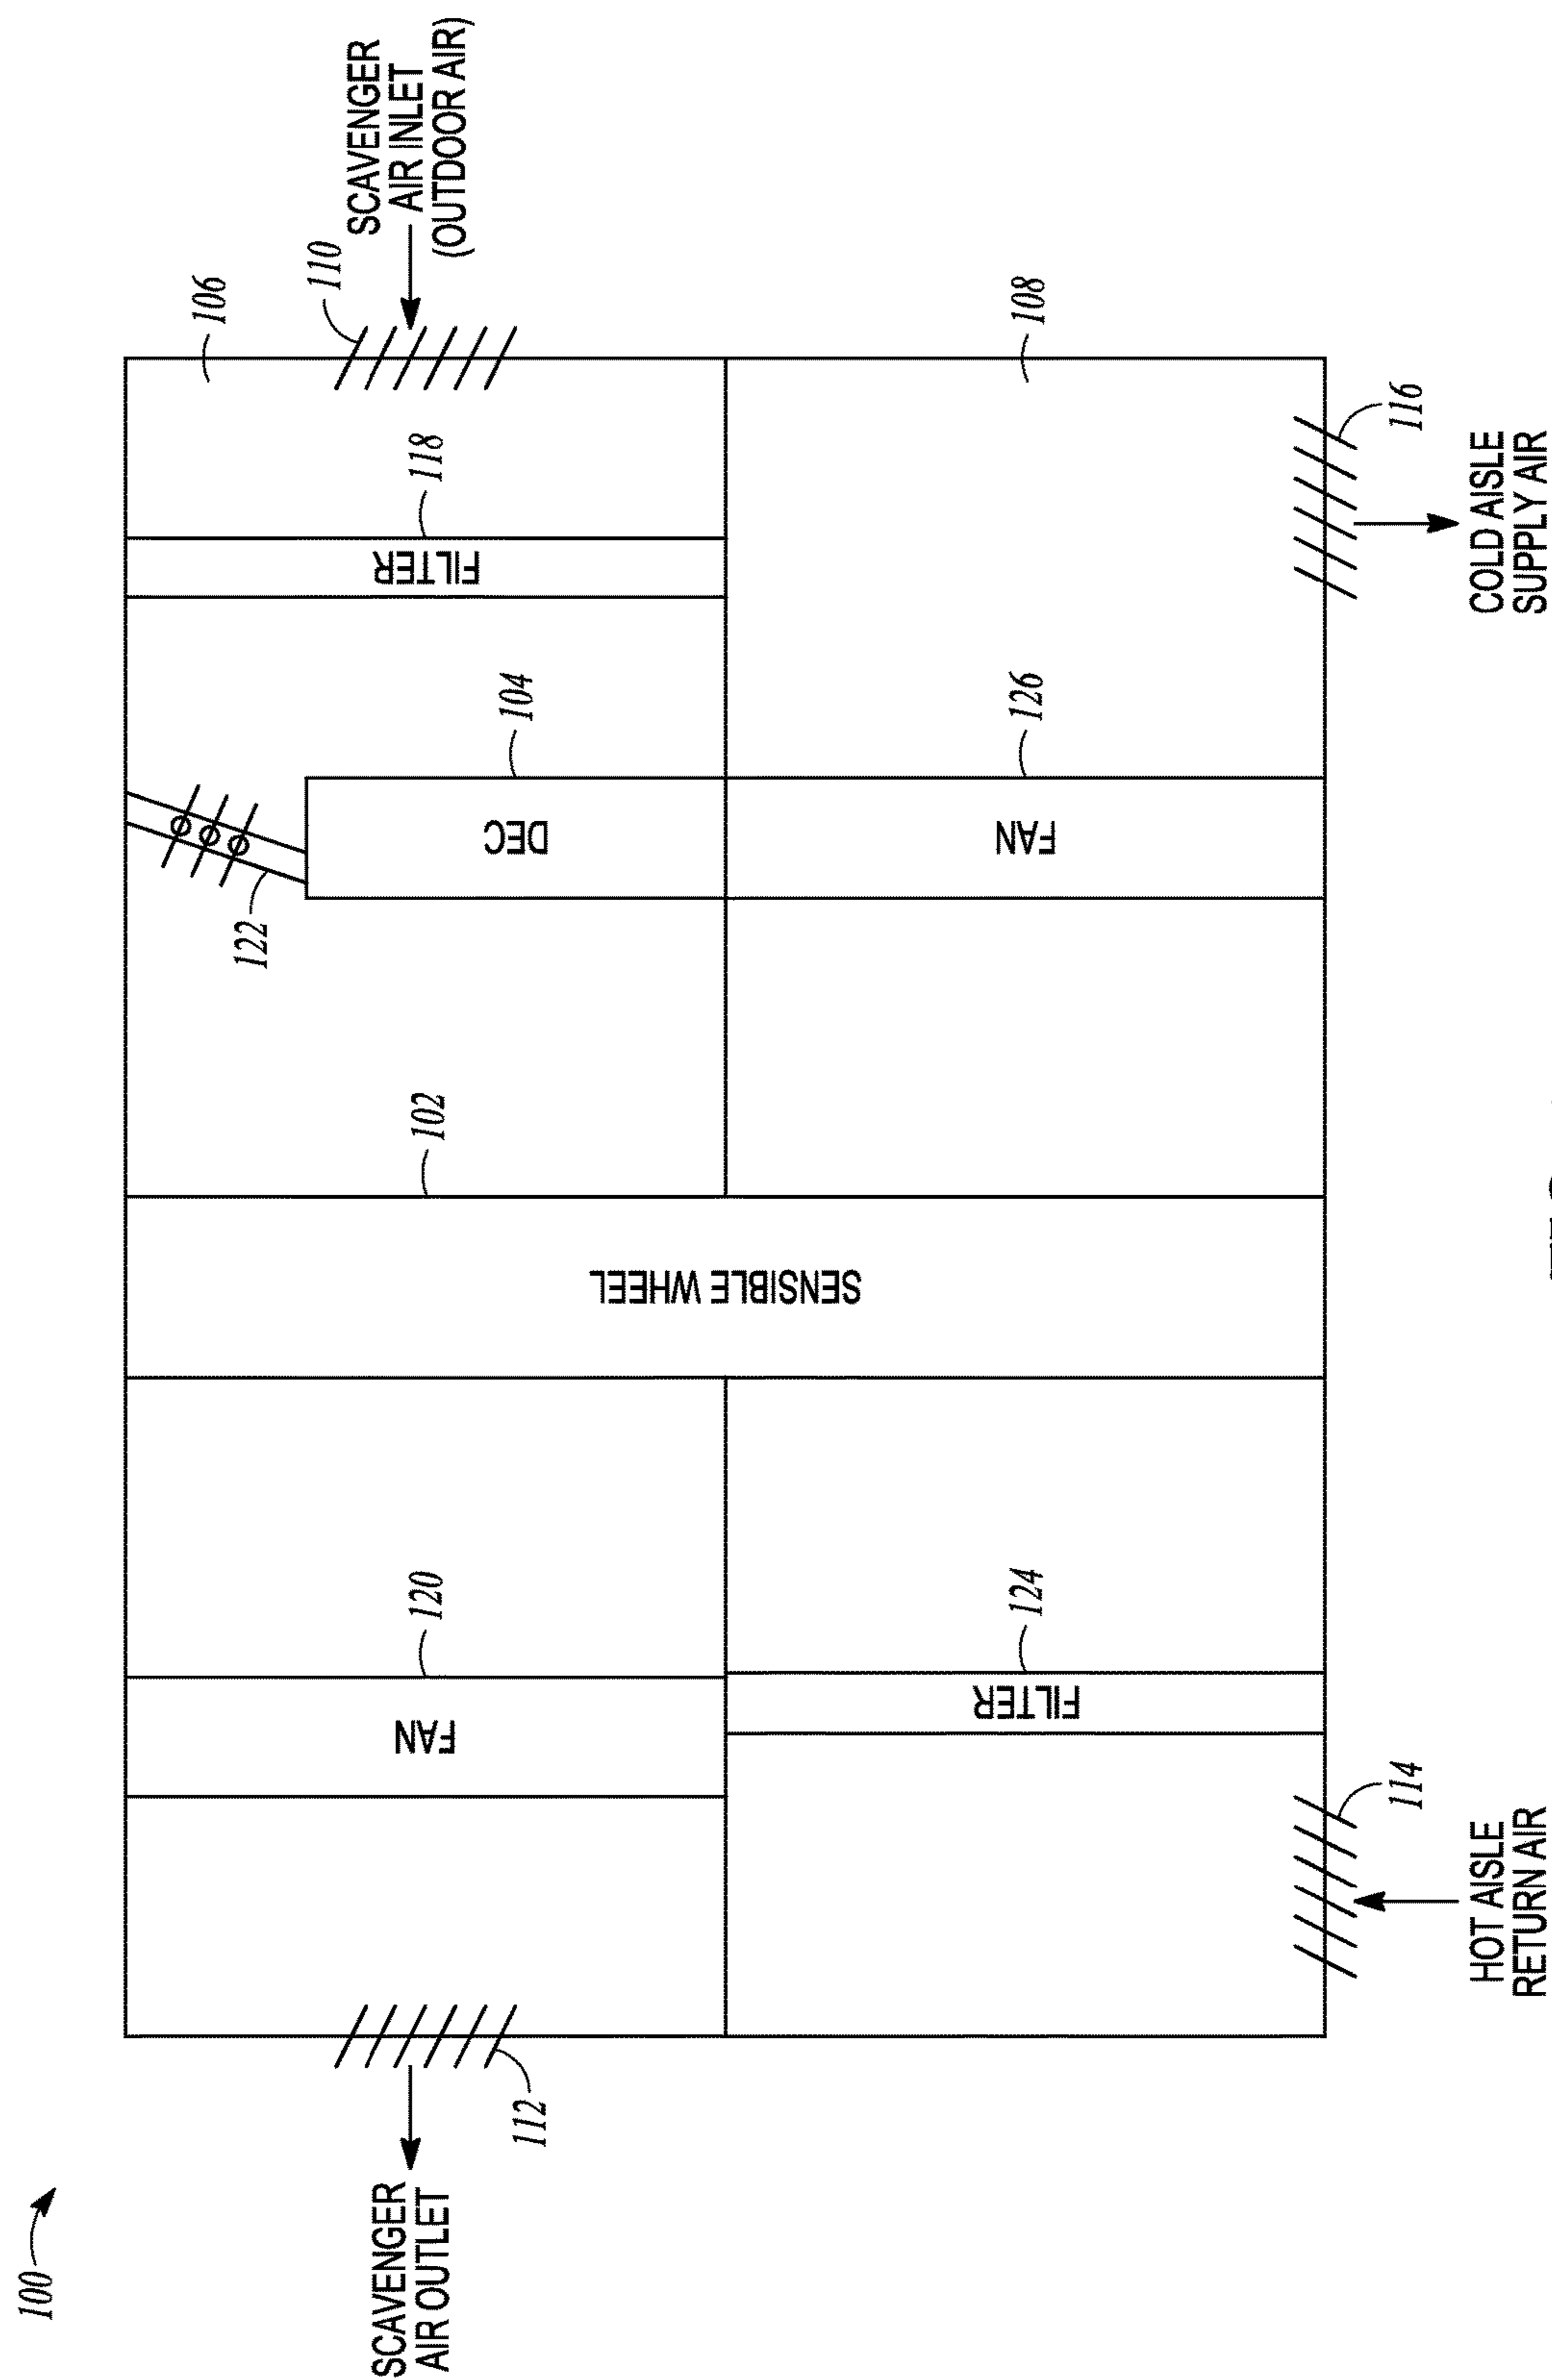 100
106
122
110
SCAVENGER
AIR OUTLET
SCAVENGER
AIR INLET
(OUTDOOR AIR)
120
102
118
FAN
FILTER
112
104
DEC
SENSIBLE WHEEL
124
126
108
FILTER
FAN
114
116
HOT AISLE
RETURN AIR
COLD AISLE
SUPPLY AIR